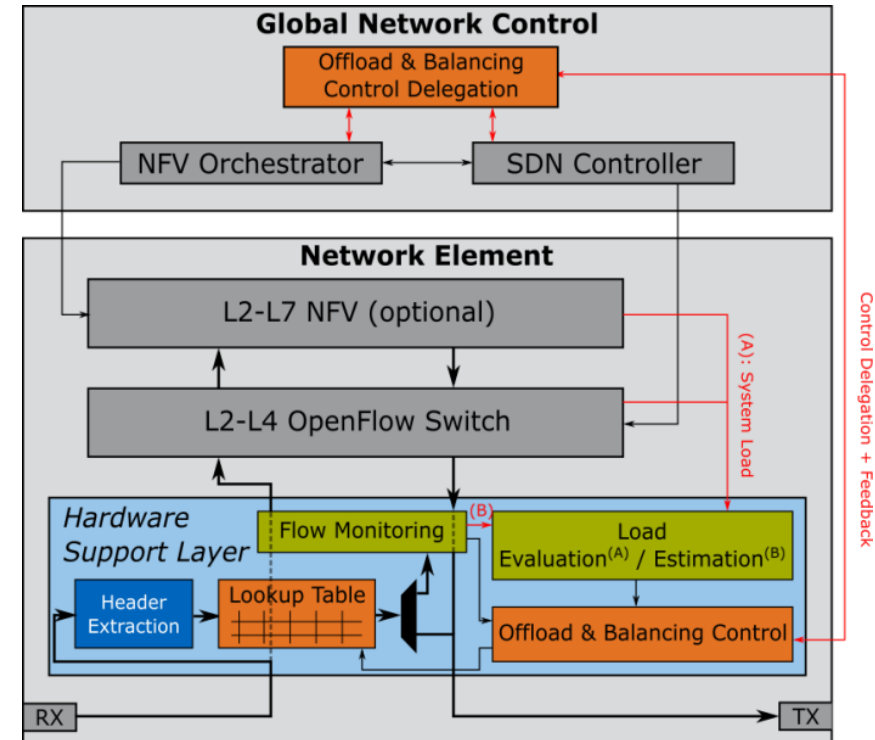 Global Network Control
Offload & Balancing
Control Delegation
NFV Orchestrator
SDN Controller
Network Element
L2-L7 NFV (optional)
L2-L4 OpenFlow Switch
(A): System Load
Control Delegation + Feedback
Hardware
Support Layer
Flow Monitoring
(B)
Load
Evaluation(A) / Estimation(B)
Header
Extraction
Lookup Table
Offload & Balancing Control
RX
TX